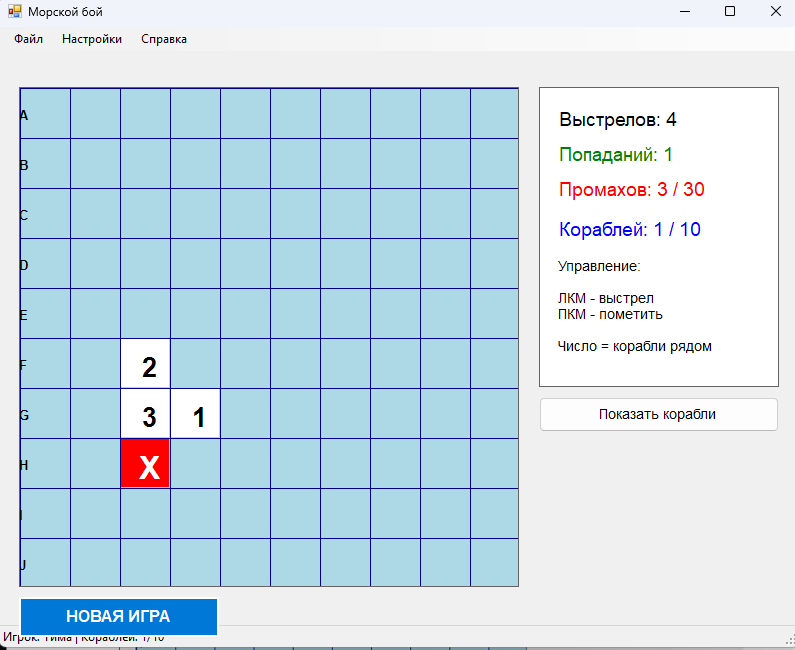 Морской бой
Файл Настройки Справка
A
B
C
D
E
F 2
G 3 1
H X
I
J
Выстрелов: 4
Попаданий: 1
Промахов: 3 / 30
Кораблей: 1 / 10
Управление:
ЛКМ - выстрел
ПКМ - пометить
Число = корабли рядом
Показать корабли
НОВАЯ ИГРА
Игрок: Тима | Кораблей: 1/10